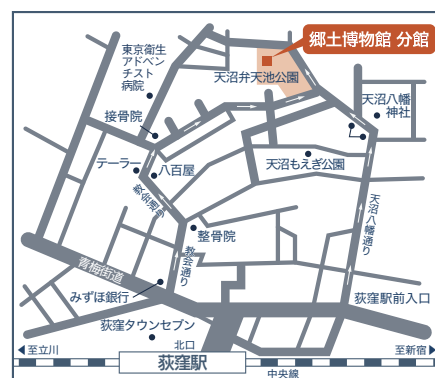 郷土博物館 分館
東京衛生
アドベン
チスト
病院
天沼弁天池公園
天沼八幡
神社
接骨院
テーラー
八百屋
天沼もえぎ公園
教会通り
天沼八幡通り
整骨院
教会通り
青梅街道
みずほ銀行
荻窪駅前入口
荻窪タウンセブン
北口
至立川
荻窪駅
至新宿
中央線